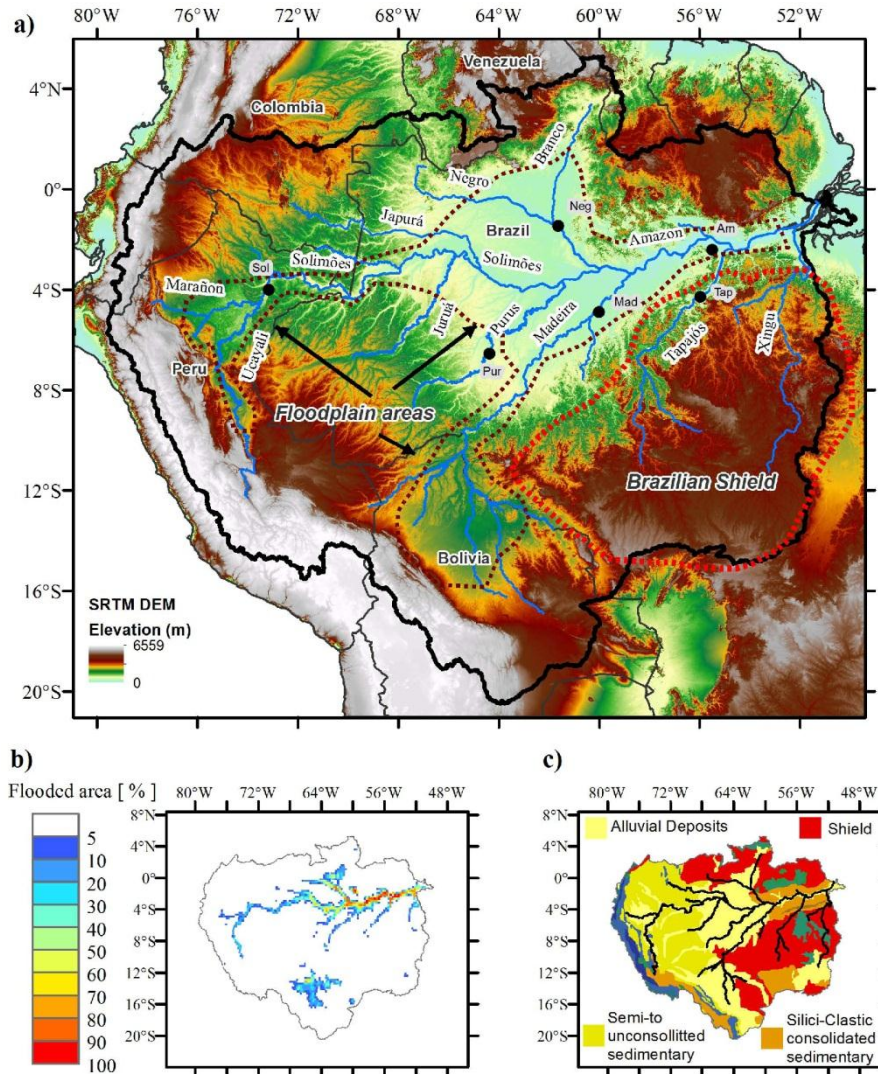 a)
80°W 76°W 72°W 68°W 64°W 60°W 56°W 52°W
Venezuela
4°N
Colombia
Branco
0°
Negro
Neg
Japurá
Brazil
Am
Amazon
Solimões
Sol
Solimões
4°S
Marañon
Tap
Mad
Juruá
Purus
Madeira
Tapajós
Xingu
Ucayali
Peru
Pur
8°S
Floodplain areas
12°S
Brazilian Shield
Bolivia
16°S
SRTM DEM
Elevation (m)
6559
0
20°S
b)
Flooded area [ % ]
80°W 72°W 64°W 56°W 48°W
8°N
4°N
0°
4°S
8°S
12°S
16°S
20°S
5
10
20
30
40
50
60
70
80
90
100
c)
80°W 72°W 64°W 56°W 48°W
8°N
4°N
0°
4°S
8°S
12°S
16°S
20°S
Alluvial Deposits
Shield
Semi-to
unconsollitted
sedimentary
Silici-Clastic
consolidated
sedimentary